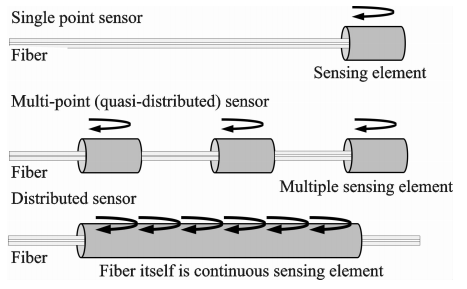 Single point sensor
Fiber
Sensing element
Multi-point (quasi-distributed) sensor
Fiber
Multiple sensing element
Distributed sensor
Fiber
Fiber itself is continuous sensing element